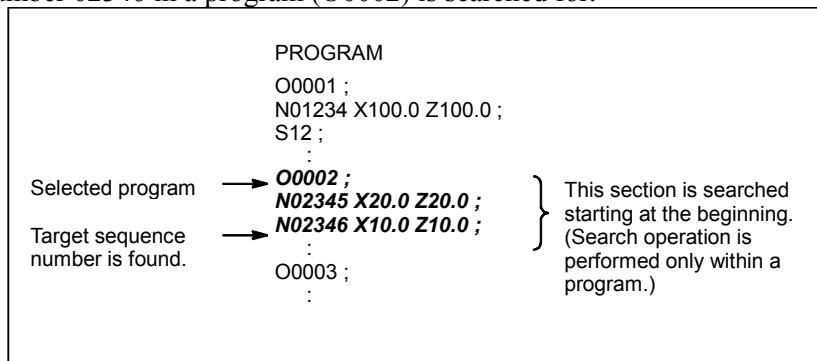 number 02346 in a program (O0002) is searched for.
PROGRAM
O0001 ;
N01234 X100.0 Z100.0 ;
S12 ;
:
Selected program
O0002 ;
N02345 X20.0 Z20.0 ;
Target sequence
number is found.
N02346 X10.0 Z10.0 ;
:
O0003 ;
:
This section is searched
starting at the beginning.
(Search operation is
performed only within a
program.)